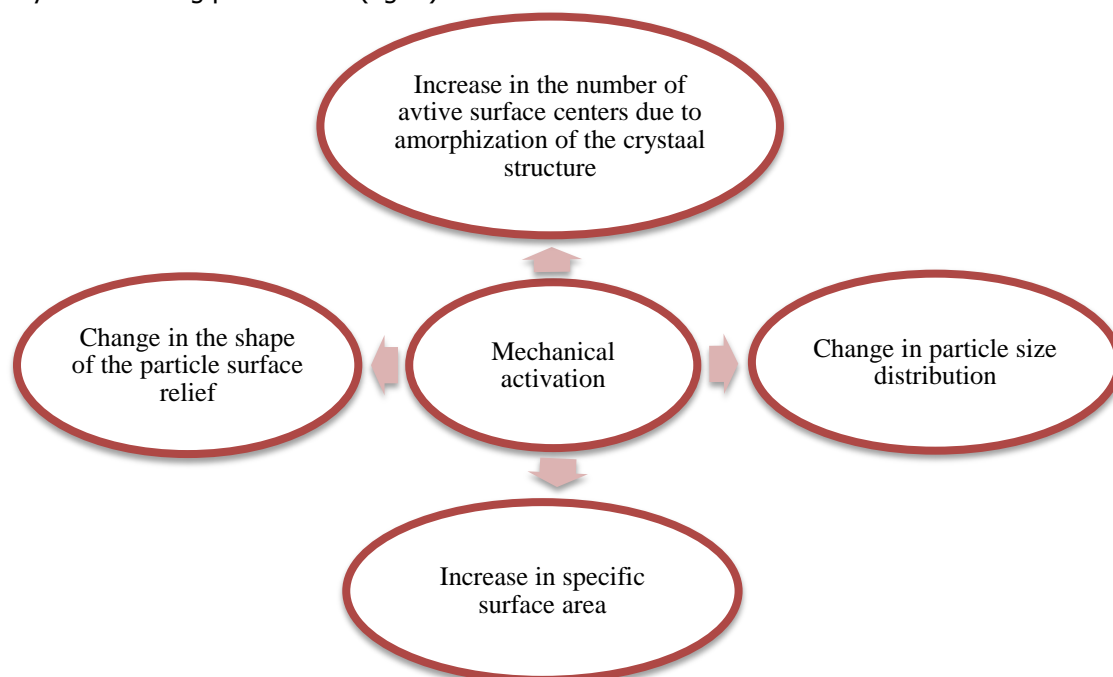 Increase in the number of
avtive surface centers due to
amorphization of the crystaal
structure
Change in the shape
of the particle surface
relief
Mechanical
activation
Change in particle size
distribution
Increase in specific
surface area